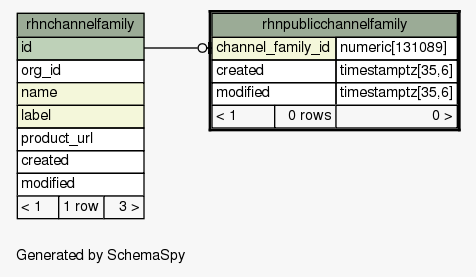 rhnchannelfamily
id
org_id
name
label
product_url
created
modified
< 1 1 row 3 >
rhnpublicchannelfamily
channel_family_id numeric[131089]
created timestamptz[35,6]
modified timestamptz[35,6]
< 1 0 rows 0 >
Generated by SchemaSpy